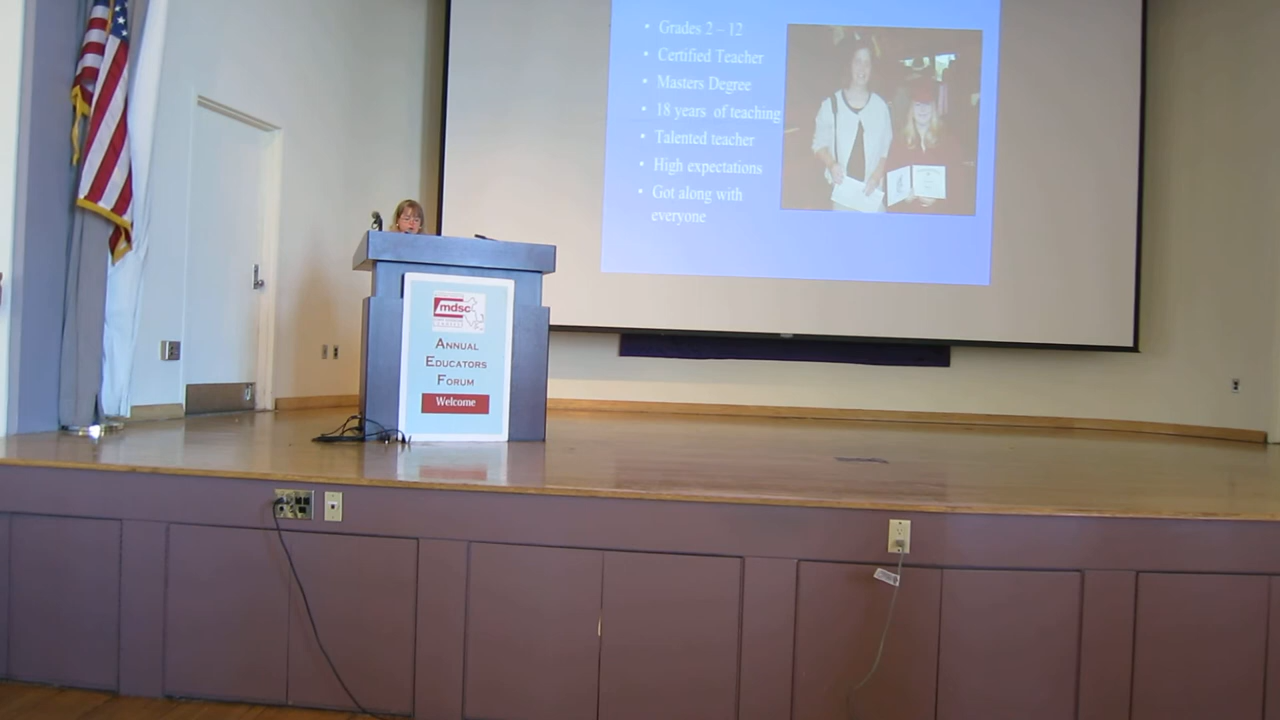 • Grades 2 – 12
• Certified Teacher
• Masters Degree
• 18 years of teaching
• Talented teacher
• High expectations
• Got along with
everyone
mdsc
ANNUAL
EDUCATORS
FORUM
Welcome